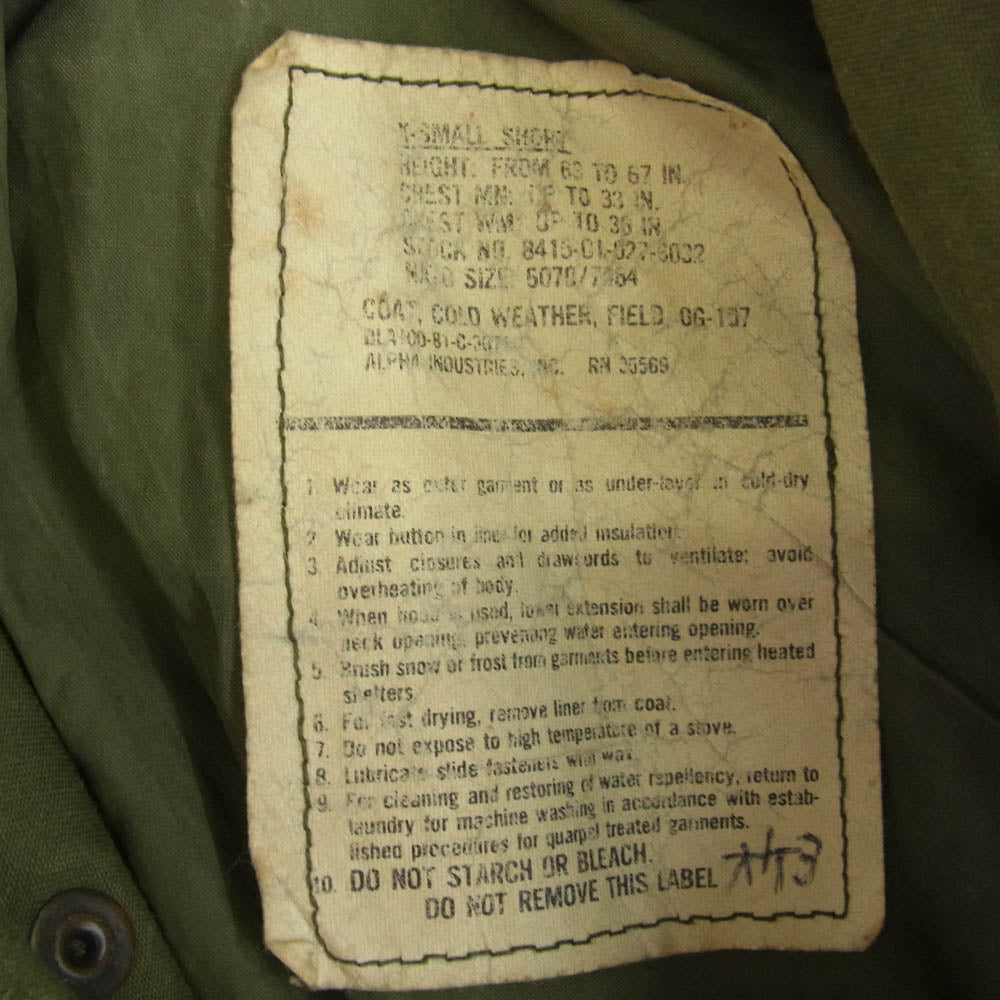 X-SMALL SHORT
HEIGHT: FROM 63 TO 67 IN.
CHEST MN: UP TO 33 IN.
CHEST WM: UP TO 36 IN.
STOCK NO. 8415-01-027-6032
NATO SIZE:
COAT, COLD WEATHER, FIELD, OG-107
ALPHA INDUSTRIES, INC. RN 35569
1. Wear as outer garment or as under-layer in cold-dry
climate.
2. Wear button in liner for added insulation.
3. Adjust closures and drawcords to ventilate; avoid
overheating of body.
4. When hood is used, lower extension shall be worn over
neck opening, preventing water entering opening.
5. Brush snow or frost from garments before entering heated
shelters.
6. For fast drying, remove liner from coat.
7. Do not expose to high temperature of a stove.
8. Lubricate slide fasteners with wax.
9. For cleaning and restoring of water repellency, return to
laundry for machine washing in accordance with estab-
lished procedures for quarpel treated garments.
10. DO NOT STARCH OR BLEACH.
DO NOT REMOVE THIS LABEL